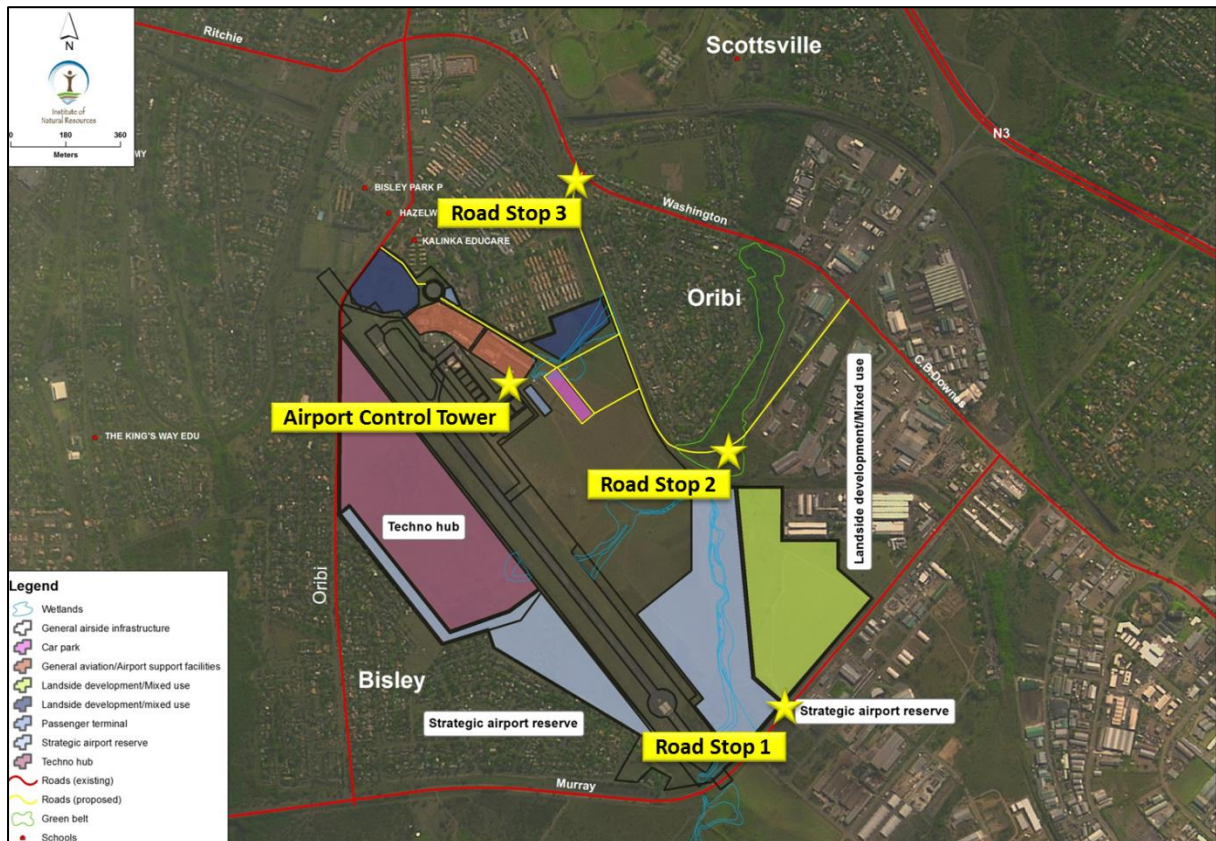 N
Institute of
Natural Resources
0 180 360
Meters
Ritchie
Scottsville
N3
MY
BISLEY PARK P
HAZELW
KALINKA EDUCARE
Road Stop 3
Washington
Oribi
THE KING'S WAY EDU
Airport Control Tower
Road Stop 2
C.B.Downes
Landside development/Mixed use
Techno hub
Oribi
Bisley
Strategic airport reserve
Strategic airport reserve
Road Stop 1
Murray
Legend
Wetlands
General airside infrastructure
Car park
General aviation/Airport support facilities
Landside development/Mixed use
Landside development/mixed use
Passenger terminal
Strategic airport reserve
Techno hub
Roads (existing)
Roads (proposed)
Green belt
Schools